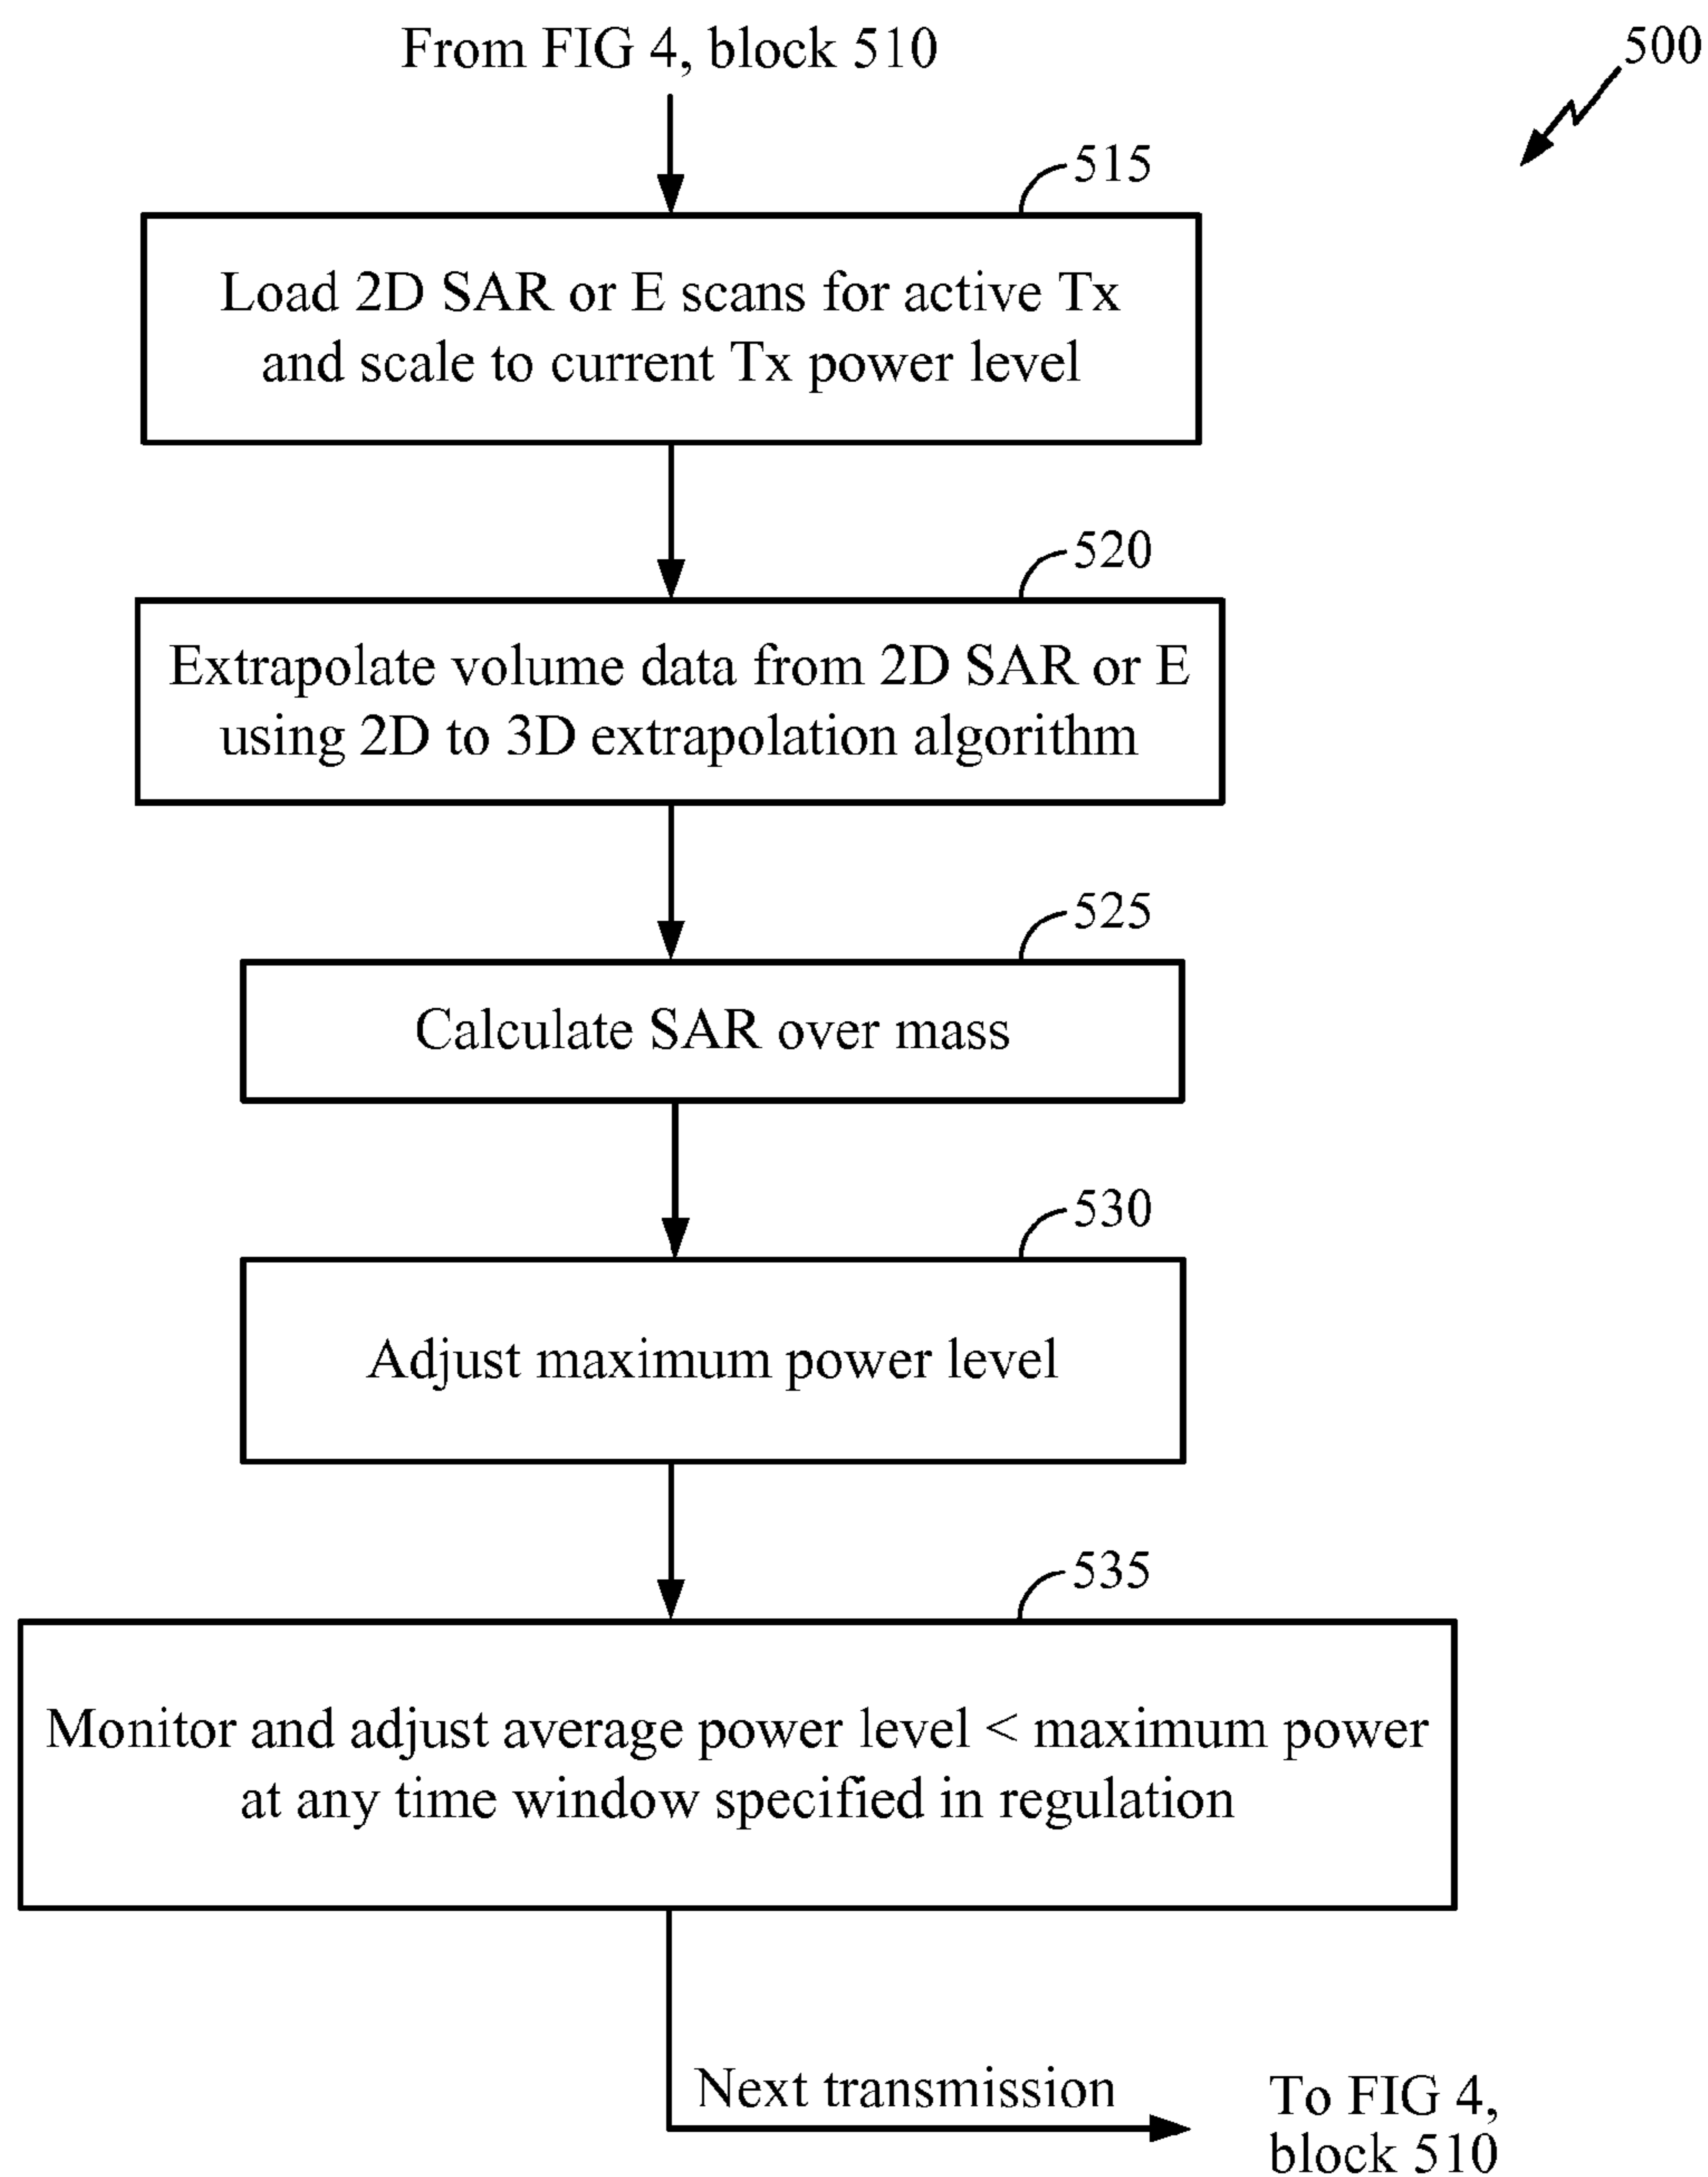 From FIG 4, block 510
500
515
Load 2D SAR or E scans for active Tx
and scale to current Tx power level
520
Extrapolate volume data from 2D SAR or E
using 2D to 3D extrapolation algorithm
525
Calculate SAR over mass
530
Adjust maximum power level
535
Monitor and adjust average power level < maximum power
at any time window specified in regulation
Next transmission
To FIG 4,
block 510